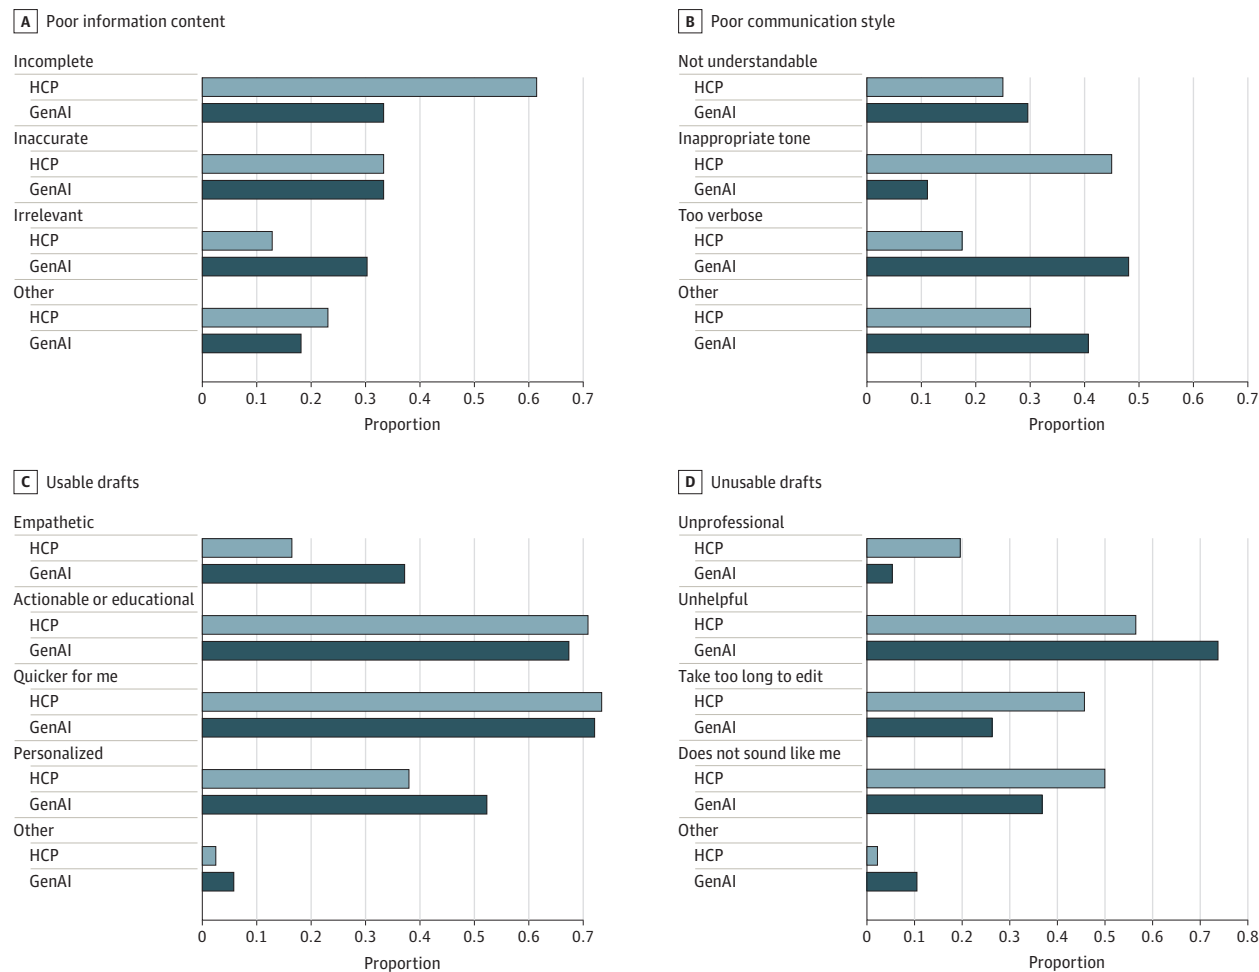 A Poor information content
Incomplete
HCP
GenAI
Inaccurate
HCP
GenAI
Irrelevant
HCP
GenAI
Other
HCP
GenAI
0 0.1 0.2 0.3 0.4 0.5 0.6 0.7
Proportion
B Poor communication style
Not understandable
HCP
GenAI
Inappropriate tone
HCP
GenAI
Too verbose
HCP
GenAI
Other
HCP
GenAI
0 0.1 0.2 0.3 0.4 0.5 0.6 0.7
Proportion
C Usable drafts
Empathetic
HCP
GenAI
Actionable or educational
HCP
GenAI
Quicker for me
HCP
GenAI
Personalized
HCP
GenAI
Other
HCP
GenAI
0 0.1 0.2 0.3 0.4 0.5 0.6 0.7
Proportion
D Unusable drafts
Unprofessional
HCP
GenAI
Unhelpful
HCP
GenAI
Take too long to edit
HCP
GenAI
Does not sound like me
HCP
GenAI
Other
HCP
GenAI
0 0.1 0.2 0.3 0.4 0.5 0.6 0.7 0.8
Proportion